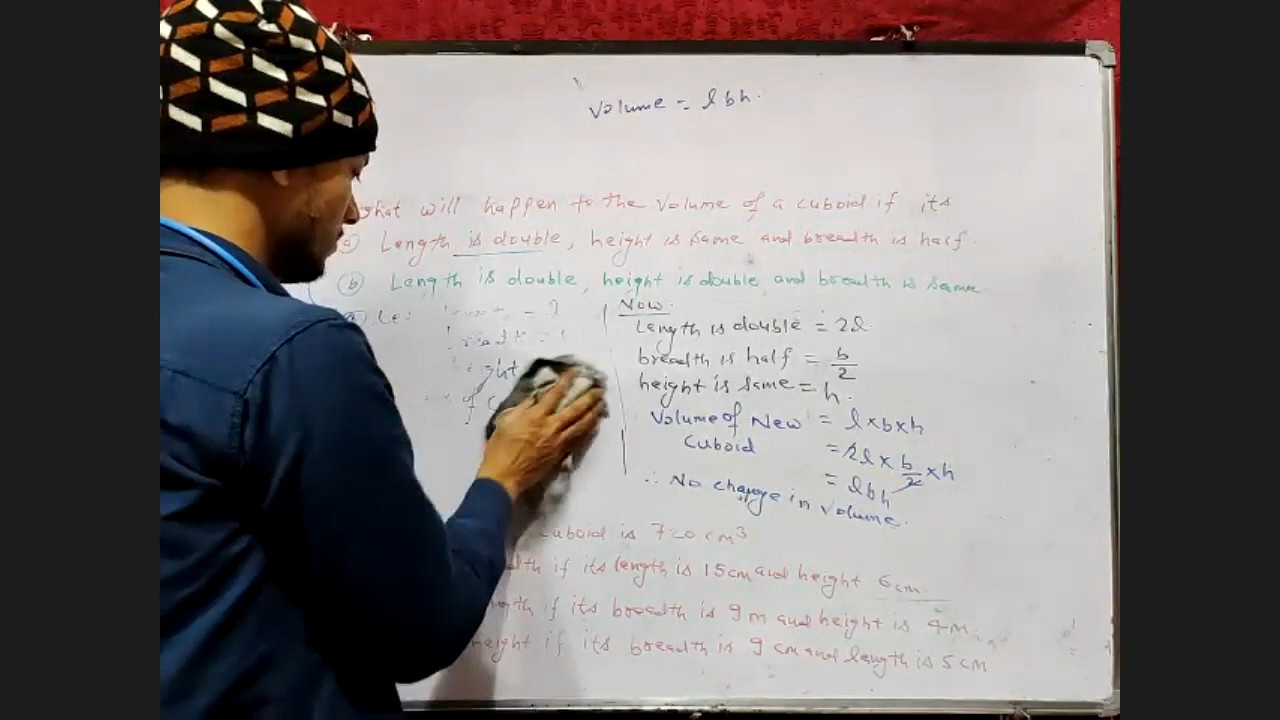 Volume = lbh.
What will happen to the volume of a cuboid if its
ⓐ Length is double, height is same and breadth is half.
ⓑ Length is double, height is double and breadth is same
Now.
Length is double = 2l
breadth is half = b/2
height is same = h.
Volume of New = l×b×h
Cuboid = 2l × b/2 × h
= lbh
∴ No change in volume.
cuboid is 720 cm³
if its length is 15cm and height 6cm.
if its breadth is 9m and height is 4m
height if its breadth is 9 cm and length is 5 cm